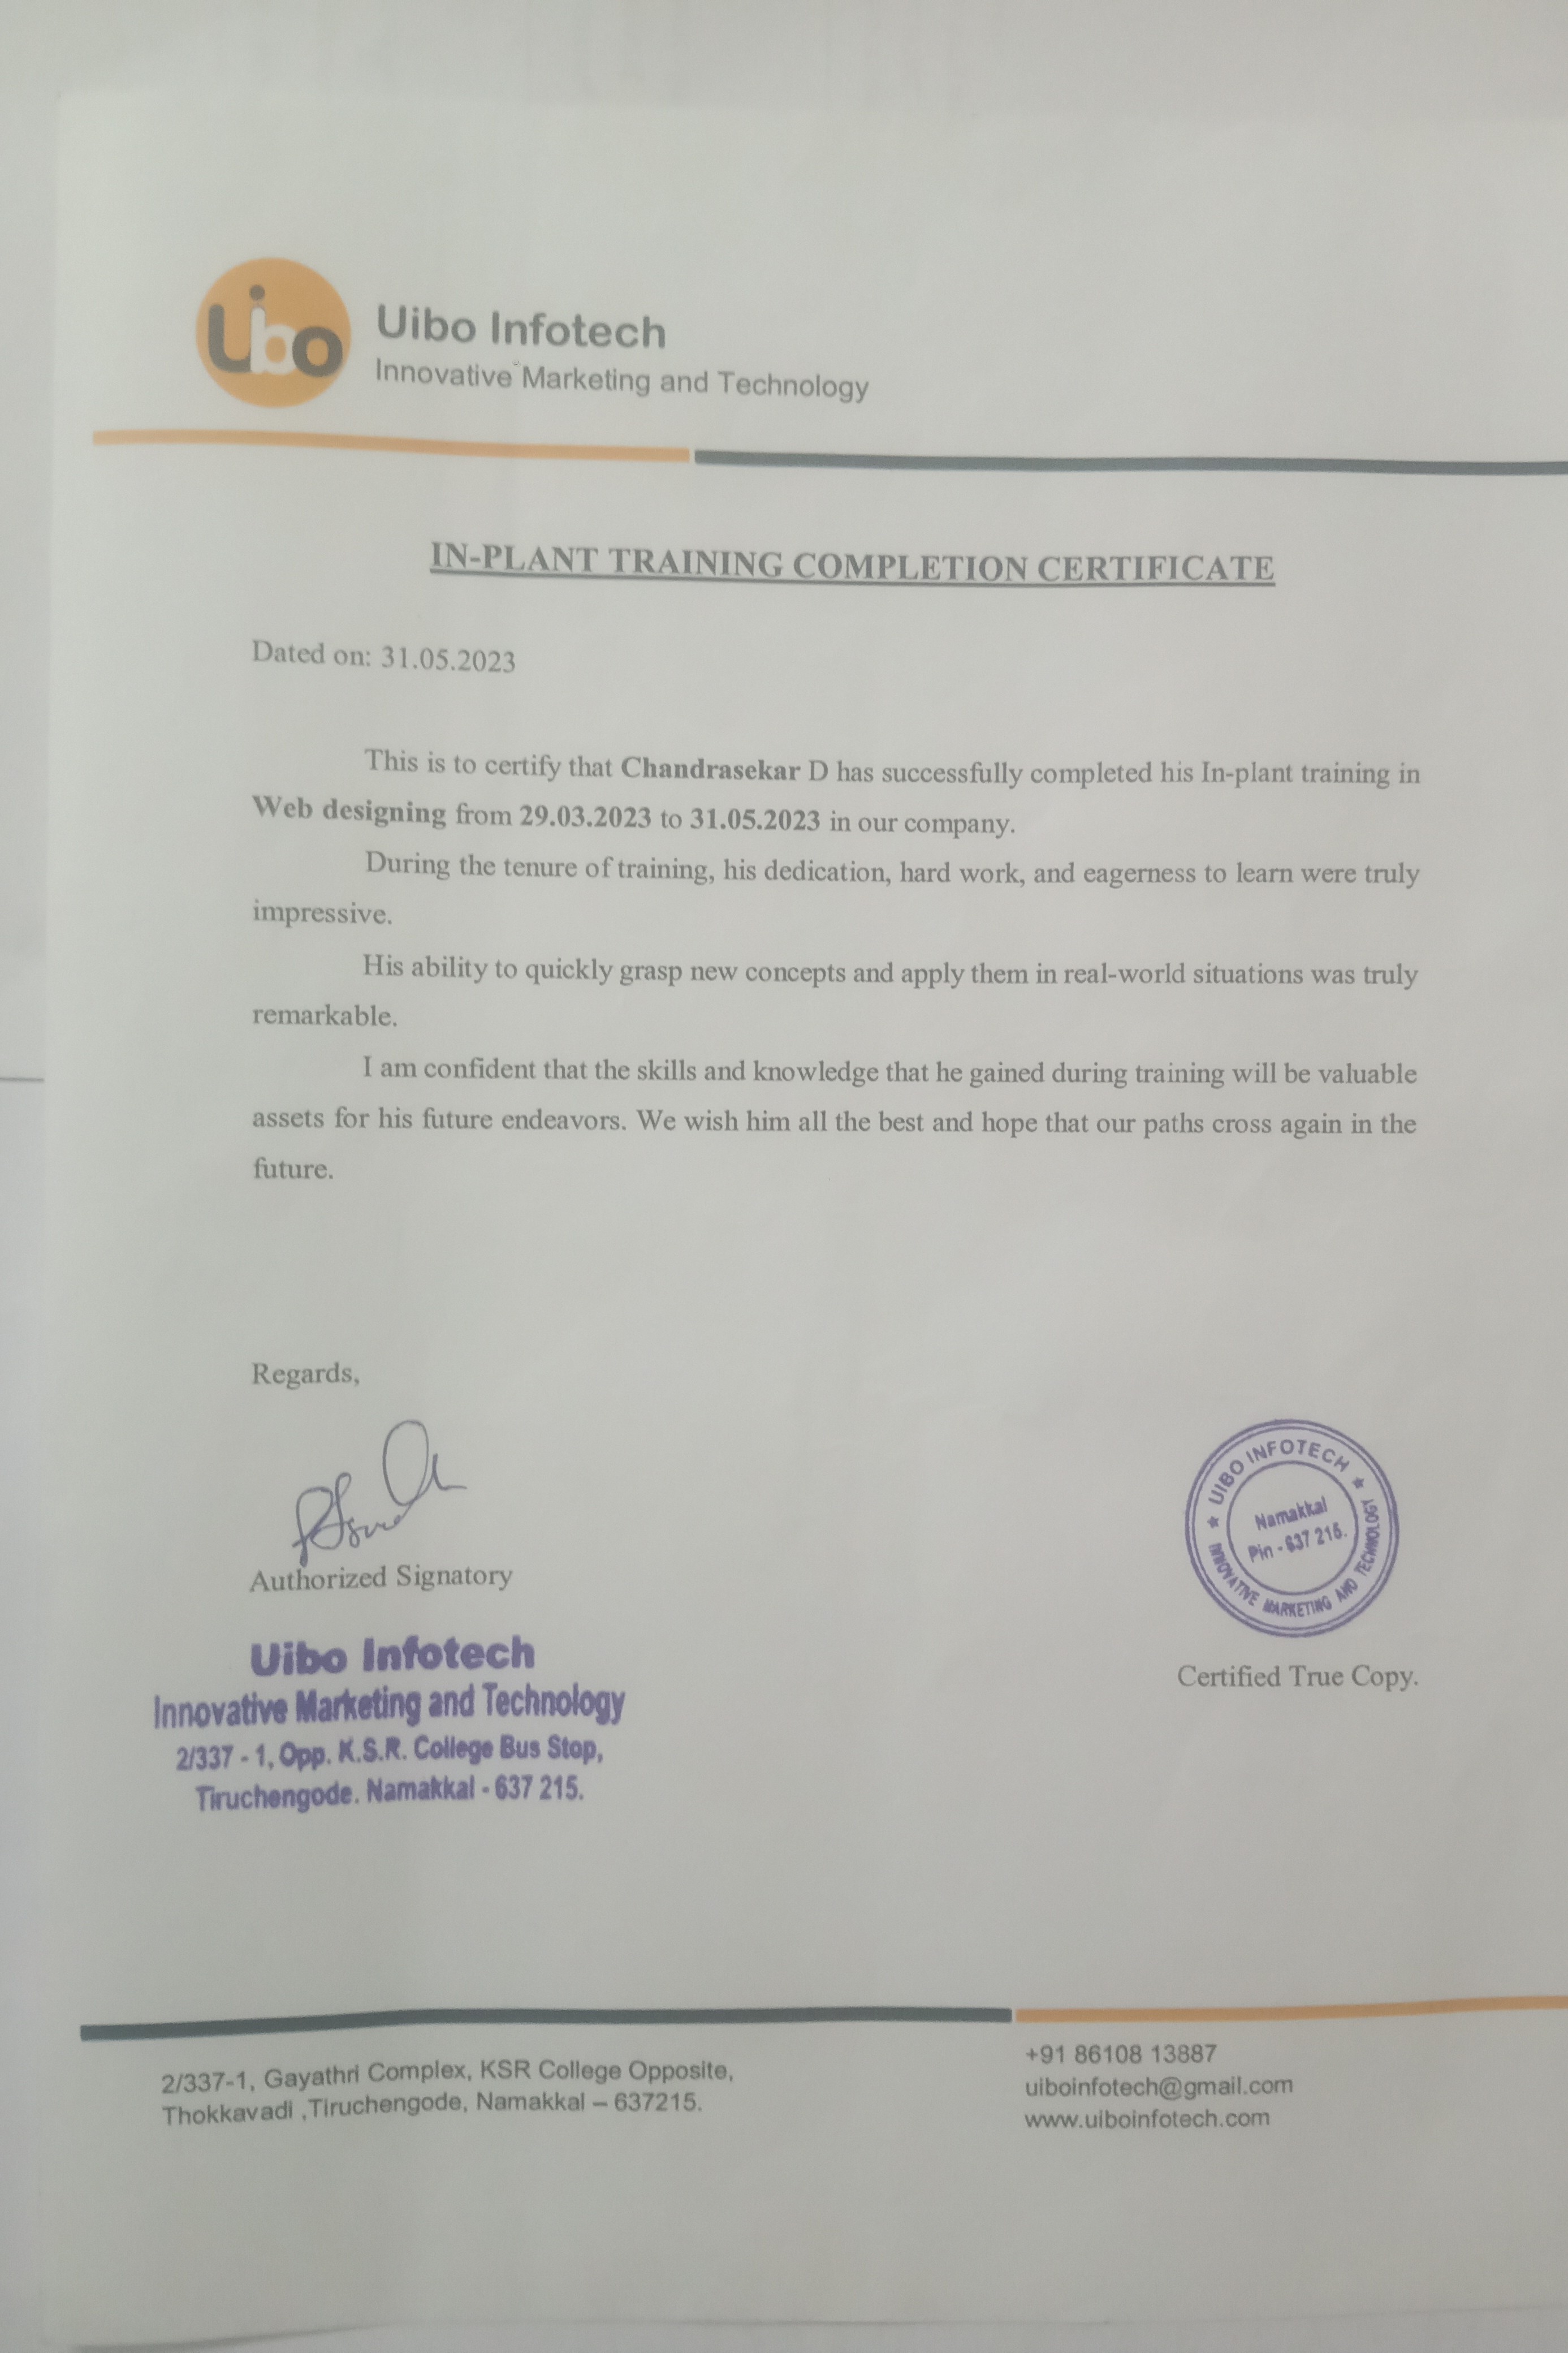 Uibo
Uibo Infotech
Innovative Marketing and Technology
IN-PLANT TRAINING COMPLETION CERTIFICATE
Dated on: 31.05.2023
This is to certify that Chandrasekar D has successfully completed his In-plant training in
Web designing from 29.03.2023 to 31.05.2023 in our company.
During the tenure of training, his dedication, hard work, and eagerness to learn were truly
impressive.
His ability to quickly grasp new concepts and apply them in real-world situations was truly
remarkable.
I am confident that the skills and knowledge that he gained during training will be valuable
assets for his future endeavors. We wish him all the best and hope that our paths cross again in the
future.
Regards,
Authorized Signatory
Uibo Infotech
Innovative Marketing and Technology
2/337 - 1, Opp. K.S.R. College Bus Stop,
Tiruchengode. Namakkal - 637 215.
★ UIBO INFOTECH ★
INNOVATIVE MARKETING AND TECHNOLOGY
Namakkal
Pin - 637 215.
Certified True Copy.
2/337-1, Gayathri Complex, KSR College Opposite,
Thokkavadi ,Tiruchengode, Namakkal – 637215.
+91 86108 13887
uiboinfotech@gmail.com
www.uiboinfotech.com